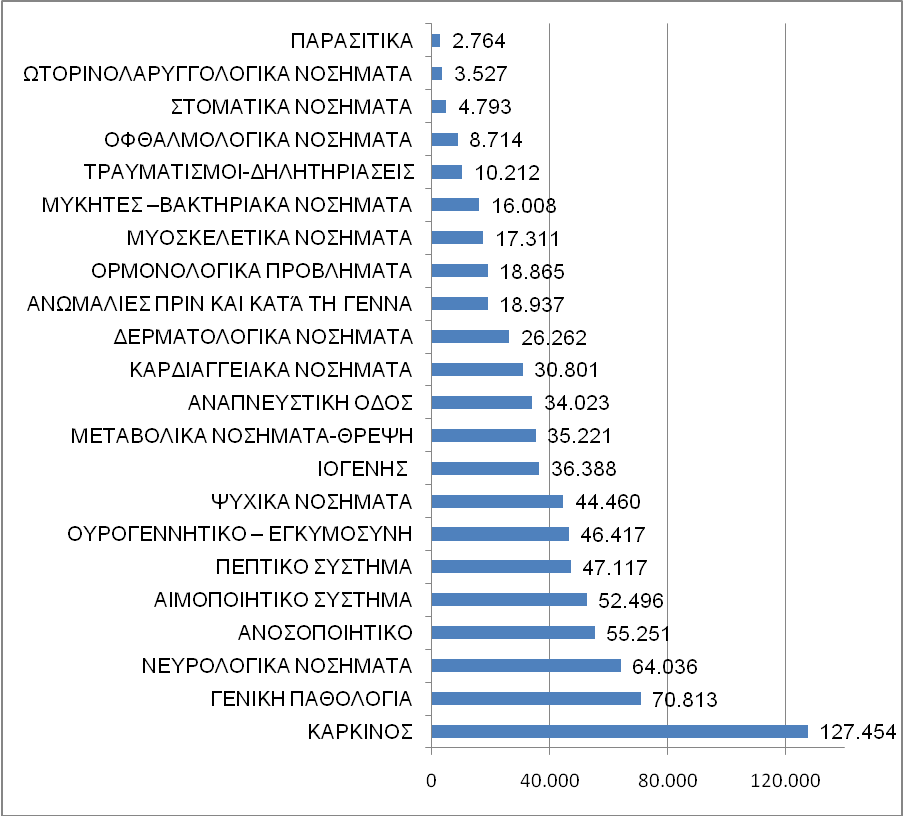 ΠΑΡΑΣΙΤΙΚΑ 2.764
ΩΤΟΡΙΝΟΛΑΡΥΓΓΟΛΟΓΙΚΑ ΝΟΣΗΜΑΤΑ 3.527
ΣΤΟΜΑΤΙΚΑ ΝΟΣΗΜΑΤΑ 4.793
ΟΦΘΑΛΜΟΛΟΓΙΚΑ ΝΟΣΗΜΑΤΑ 8.714
ΤΡΑΥΜΑΤΙΣΜΟΙ-ΔΗΛΗΤΗΡΙΑΣΕΙΣ 10.212
ΜΥΚΗΤΕΣ –ΒΑΚΤΗΡΙΑΚΑ ΝΟΣΗΜΑΤΑ 16.008
ΜΥΟΣΚΕΛΕΤΙΚΑ ΝΟΣΗΜΑΤΑ 17.311
ΟΡΜΟΝΟΛΟΓΙΚΑ ΠΡΟΒΛΗΜΑΤΑ 18.865
ΑΝΩΜΑΛΙΕΣ ΠΡΙΝ ΚΑΙ ΚΑΤΆ ΤΗ ΓΕΝΝΑ 18.937
ΔΕΡΜΑΤΟΛΟΓΙΚΑ ΝΟΣΗΜΑΤΑ 26.262
ΚΑΡΔΙΑΓΓΕΙΑΚΑ ΝΟΣΗΜΑΤΑ 30.801
ΑΝΑΠΝΕΥΣΤΙΚΗ ΟΔΟΣ 34.023
ΜΕΤΑΒΟΛΙΚΑ ΝΟΣΗΜΑΤΑ-ΘΡΕΨΗ 35.221
ΙΟΓΕΝΗΣ 36.388
ΨΥΧΙΚΑ ΝΟΣΗΜΑΤΑ 44.460
ΟΥΡΟΓΕΝΝΗΤΙΚΟ – ΕΓΚΥΜΟΣΥΝΗ 46.417
ΠΕΠΤΙΚΟ ΣΥΣΤΗΜΑ 47.117
ΑΙΜΟΠΟΙΗΤΙΚΟ ΣΥΣΤΗΜΑ 52.496
ΑΝΟΣΟΠΟΙΗΤΙΚΟ 55.251
ΝΕΥΡΟΛΟΓΙΚΑ ΝΟΣΗΜΑΤΑ 64.036
ΓΕΝΙΚΗ ΠΑΘΟΛΟΓΙΑ 70.813
ΚΑΡΚΙΝΟΣ 127.454
0 40.000 80.000 120.000